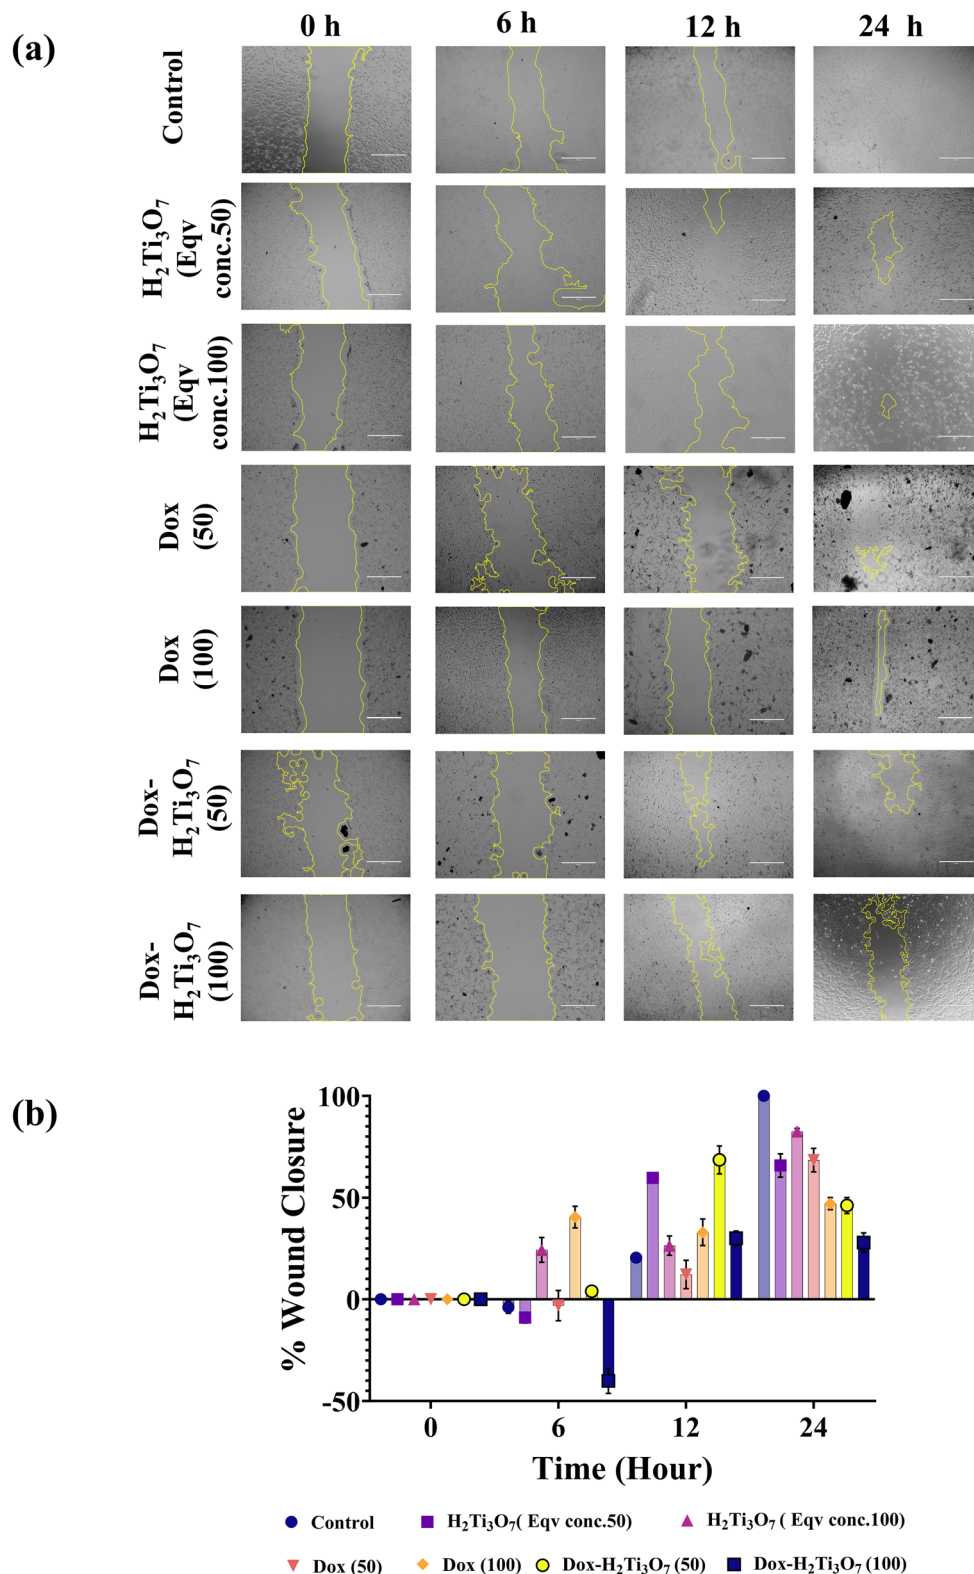 (a)
0 h 6 h 12 h 24 h
Control
H₂Ti₃O₇
(Eqv
conc.50)
H₂Ti₃O₇
(Eqv
conc.100)
Dox
(50)
Dox
(100)
Dox-
H₂Ti₃O₇
(50)
Dox-
H₂Ti₃O₇
(100)
(b)
% Wound Closure
100
50
0
-50
0 6 12 24
Time (Hour)
Control H₂Ti₃O₇( Eqv conc.50) H₂Ti₃O₇ ( Eqv conc.100)
Dox (50) Dox (100) Dox-H₂Ti₃O₇ (50) Dox-H₂Ti₃O₇ (100)